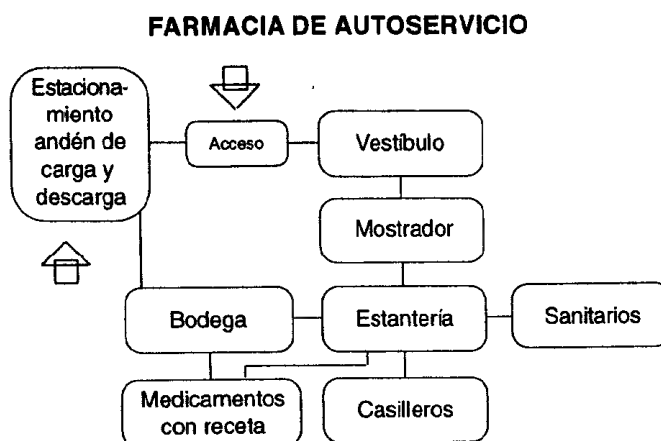 FARMACIA DE AUTOSERVICIO
Estaciona-
miento
andén de
carga y
descarga
Acceso
Vestíbulo
Mostrador
Bodega
Estantería
Sanitarios
Medicamentos
con receta
Casilleros